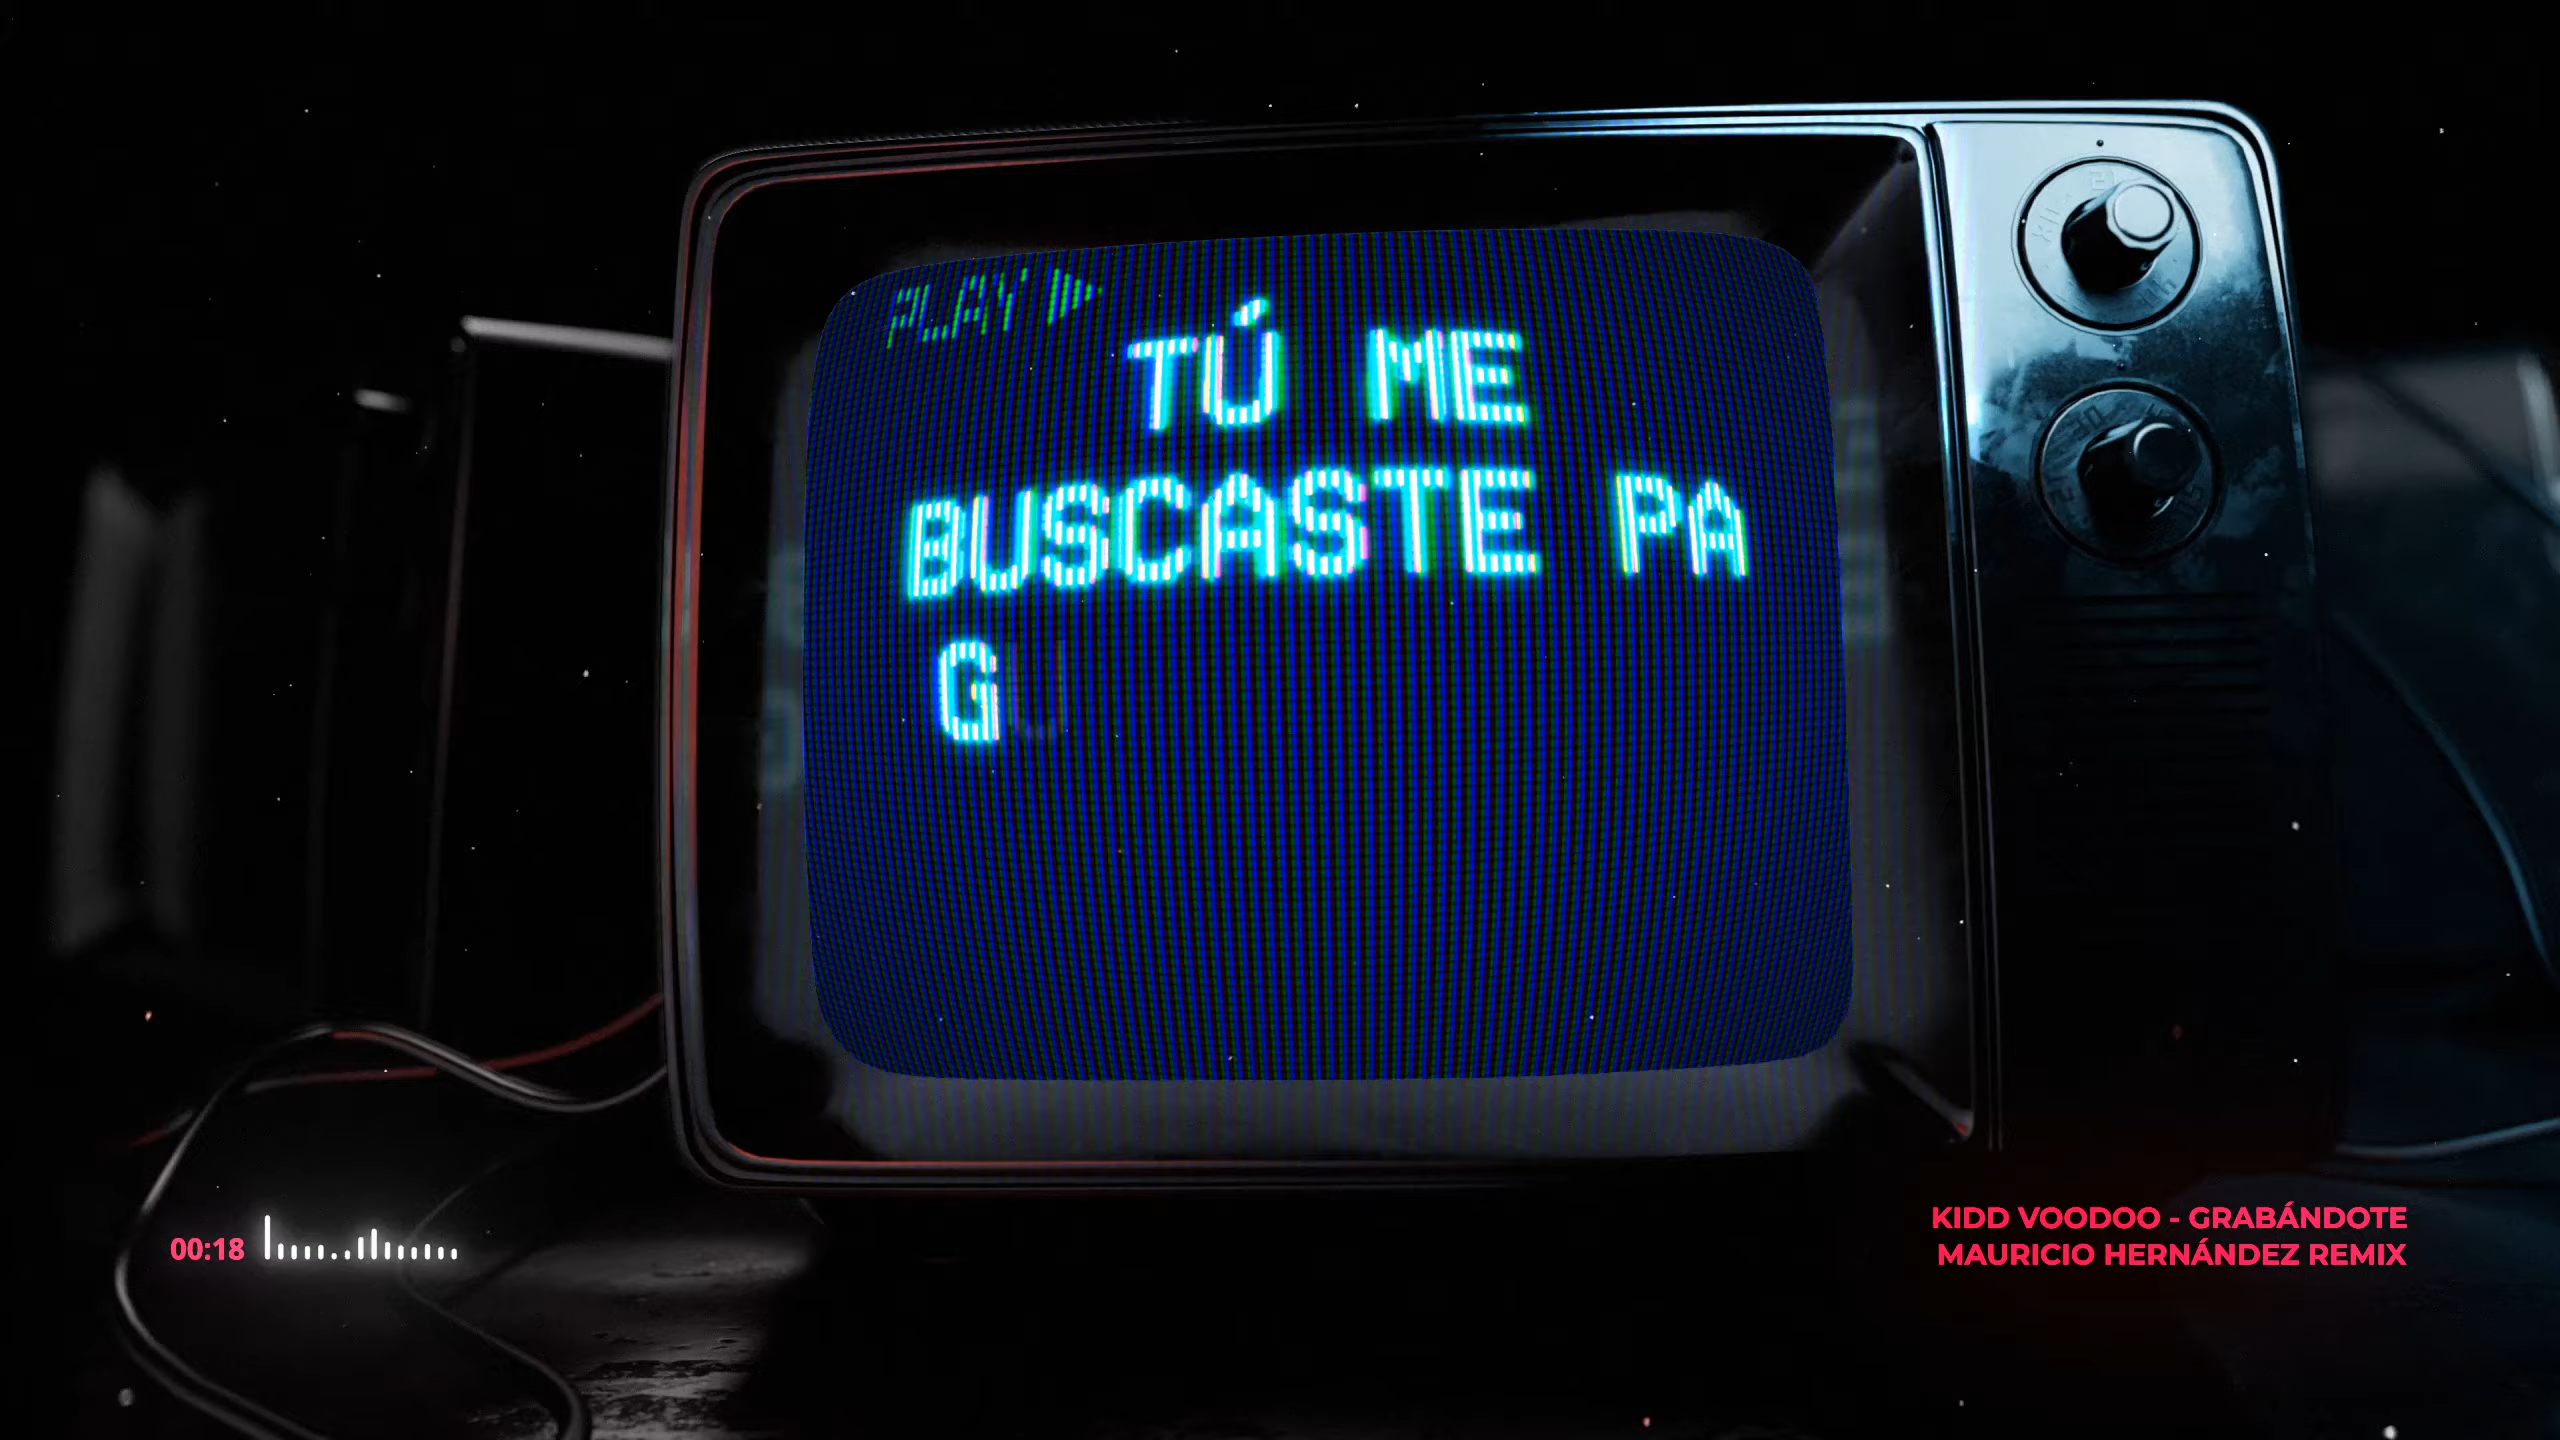 PLAY
TÚ ME
BUSCASTE PA
G
00:18
KIDD VOODOO - GRABÁNDOTE
MAURICIO HERNÁNDEZ REMIX